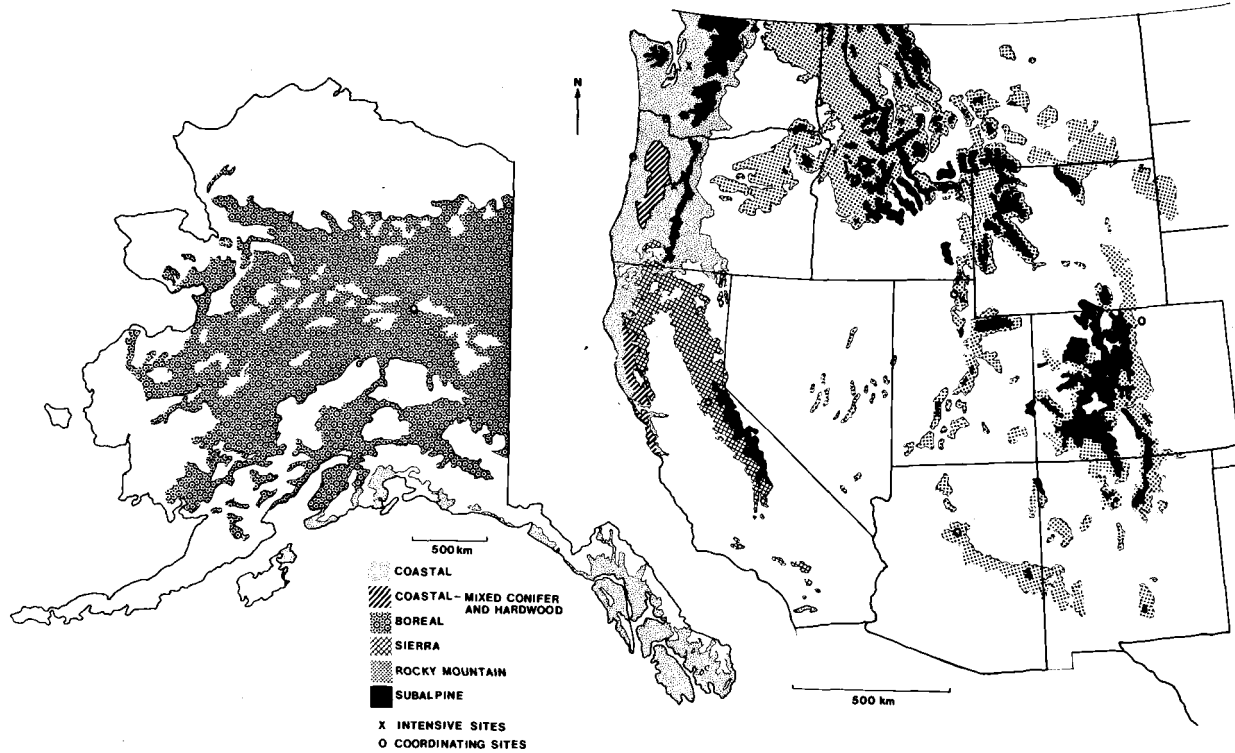 N
500 km
COASTAL
COASTAL – MIXED CONIFER
AND HARDWOOD
BOREAL
SIERRA
ROCKY MOUNTAIN
SUBALPINE
X INTENSIVE SITES
O COORDINATING SITES
500 km